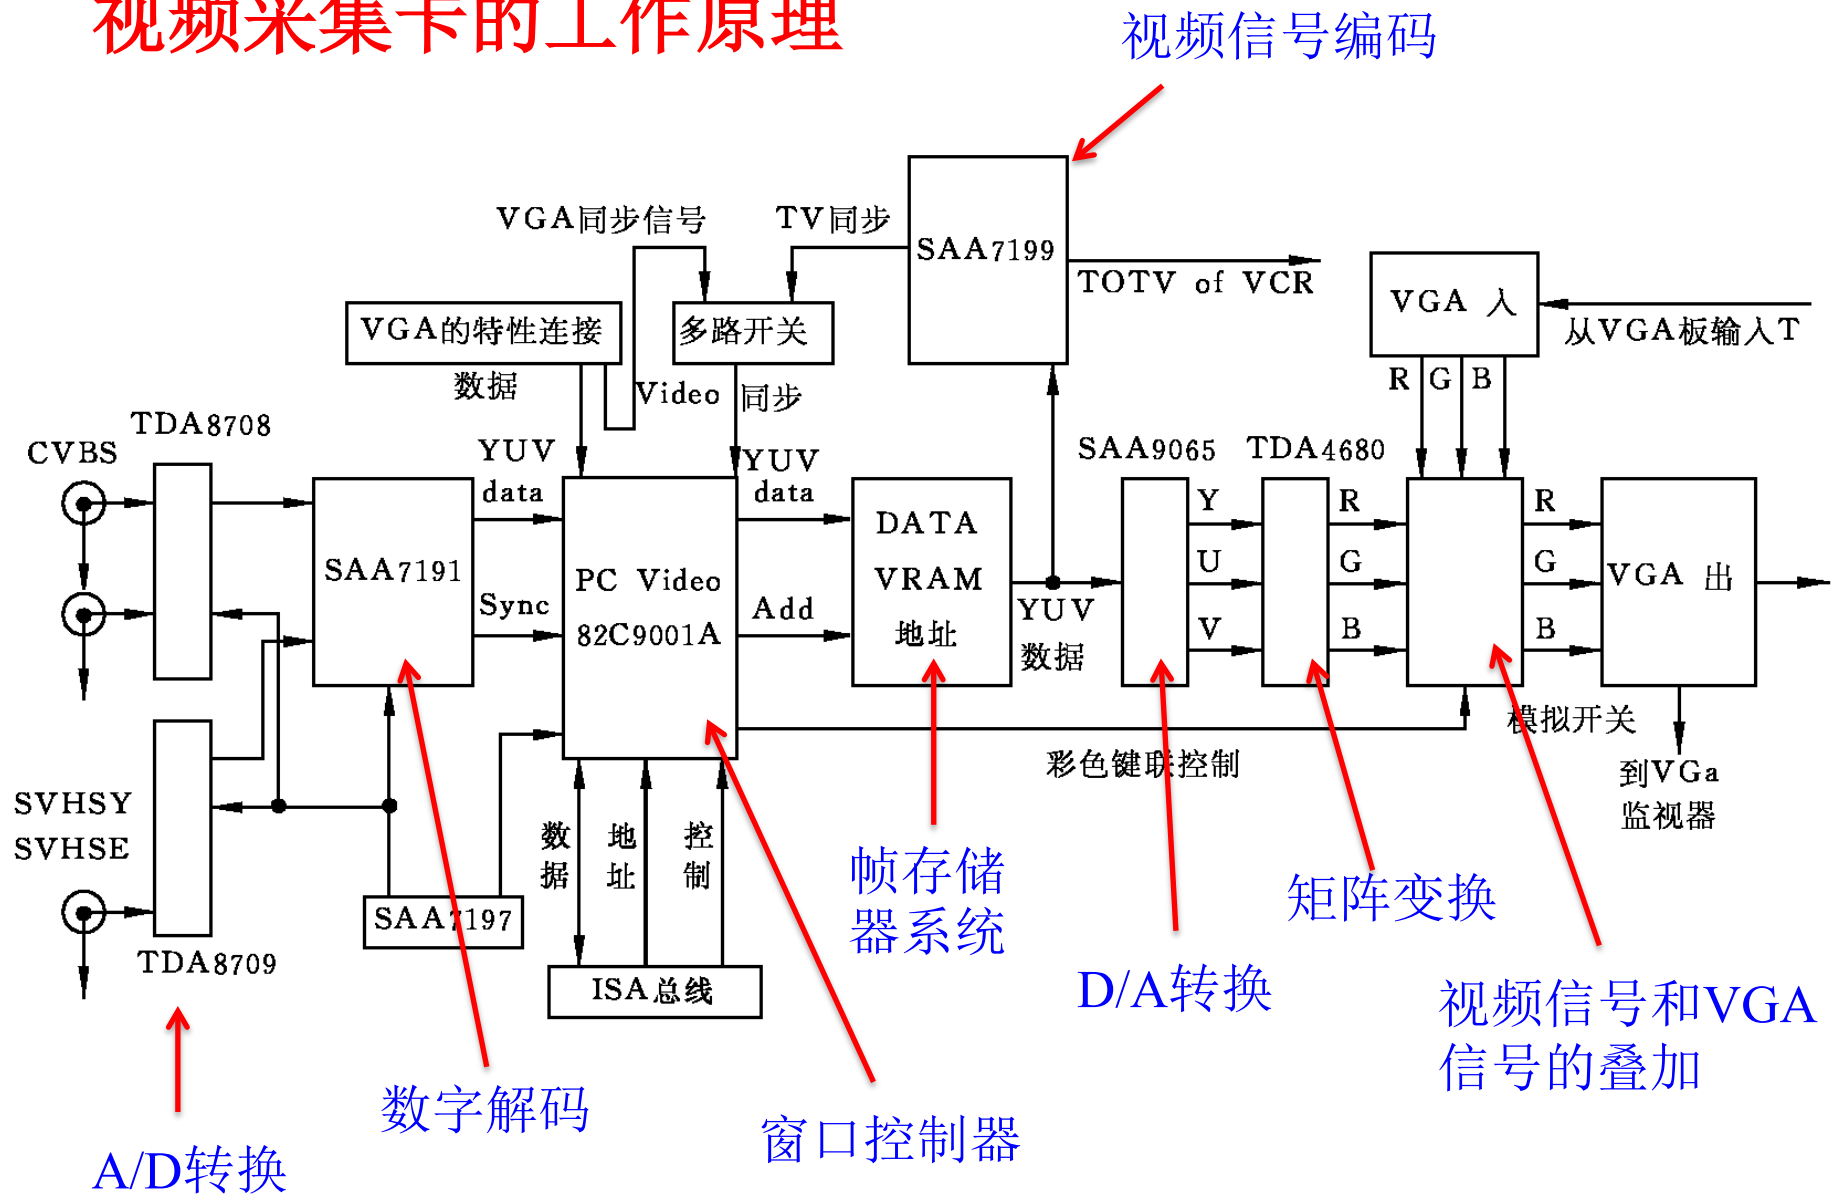 视频采集卡的工作原理
视频信号编码
VGA同步信号
TV同步
SAA7199
TOTV of VCR
VGA 入
从VGA板输入T
VGA的特性连接
多路开关
数据
Video
同步
R G B
TDA8708
CVBS
YUV
data
YUV
data
SAA9065
TDA4680
DATA
VRAM
地址
Y
U
V
R
G
B
R
G
B
SAA7191
Sync
PC Video
82C9001A
Add
YUV
数据
VGA 出
模拟开关
彩色键联控制
到VGa
监视器
SVHSY
SVHSE
数据
地址
控制
SAA7197
TDA8709
ISA总线
帧存储
器系统
矩阵变换
D/A转换
视频信号和VGA
信号的叠加
数字解码
窗口控制器
A/D转换